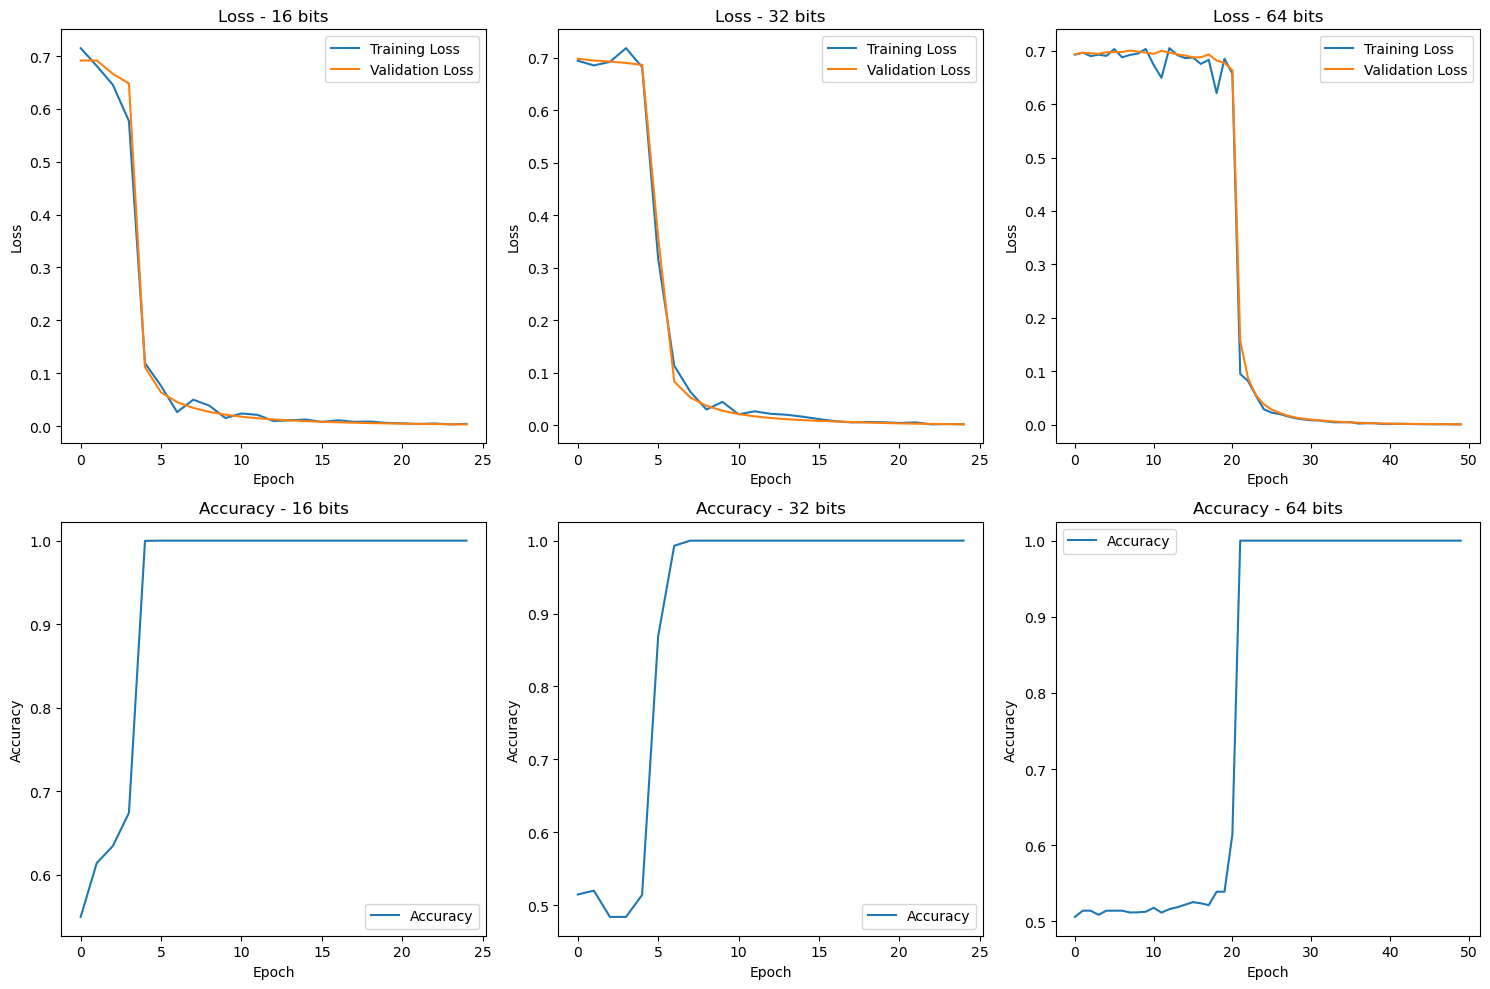 Loss - 16 bits
Training Loss
Validation Loss
0.7
0.6
0.5
0.4
0.3
0.2
0.1
0.0
Loss
0
5
10
15
20
25
Epoch
Loss - 32 bits
Training Loss
Validation Loss
0.7
0.6
0.5
0.4
0.3
0.2
0.1
0.0
Loss
0
5
10
15
20
25
Epoch
Loss - 64 bits
Training Loss
Validation Loss
0.7
0.6
0.5
0.4
0.3
0.2
0.1
0.0
Loss
0
10
20
30
40
50
Epoch
Accuracy - 16 bits
1.0
0.9
0.8
0.7
0.6
Accuracy
Accuracy
0
5
10
15
20
25
Epoch
Accuracy - 32 bits
1.0
0.9
0.8
0.7
0.6
0.5
Accuracy
Accuracy
0
5
10
15
20
25
Epoch
Accuracy - 64 bits
Accuracy
1.0
0.9
0.8
0.7
0.6
0.5
Accuracy
0
10
20
30
40
50
Epoch